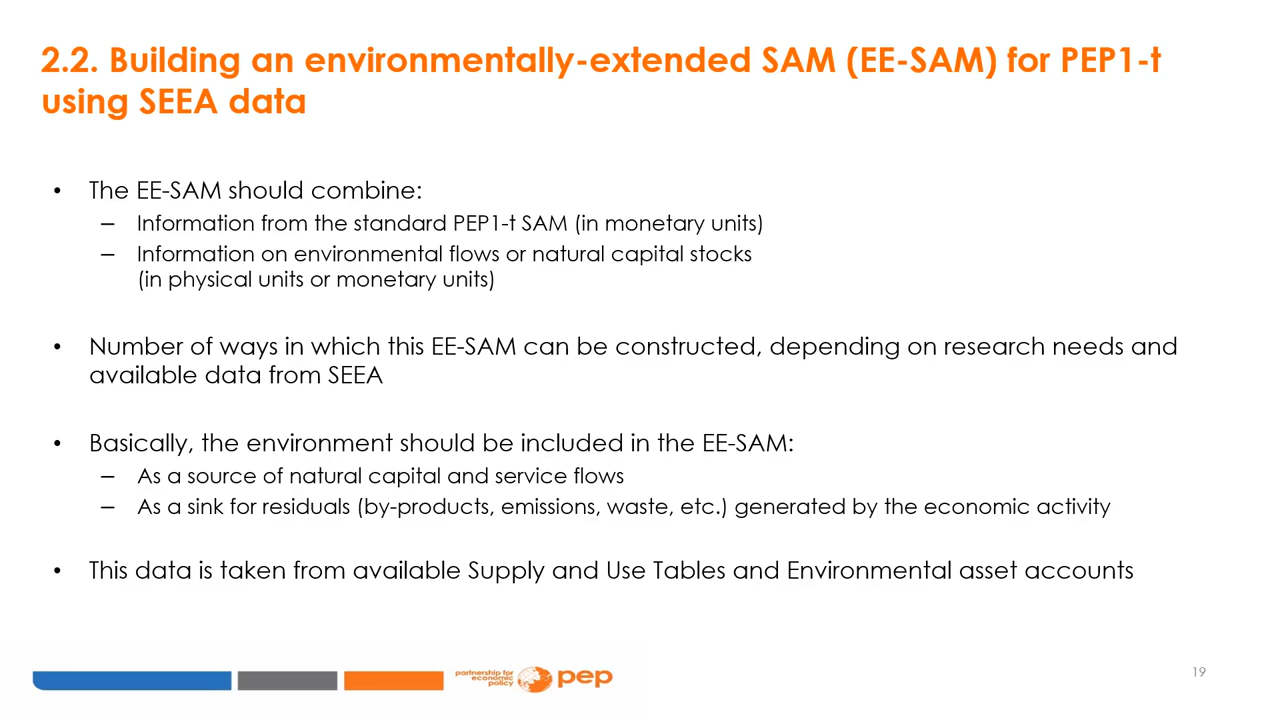 2.2. Building an environmentally-extended SAM (EE-SAM) for PEP1-t
using SEEA data
• The EE-SAM should combine:
– Information from the standard PEP1-t SAM (in monetary units)
– Information on environmental flows or natural capital stocks
(in physical units or monetary units)
• Number of ways in which this EE-SAM can be constructed, depending on research needs and
available data from SEEA
• Basically, the environment should be included in the EE-SAM:
– As a source of natural capital and service flows
– As a sink for residuals (by-products, emissions, waste, etc.) generated by the economic activity
• This data is taken from available Supply and Use Tables and Environmental asset accounts
partnership for
economic
policy
pep
19